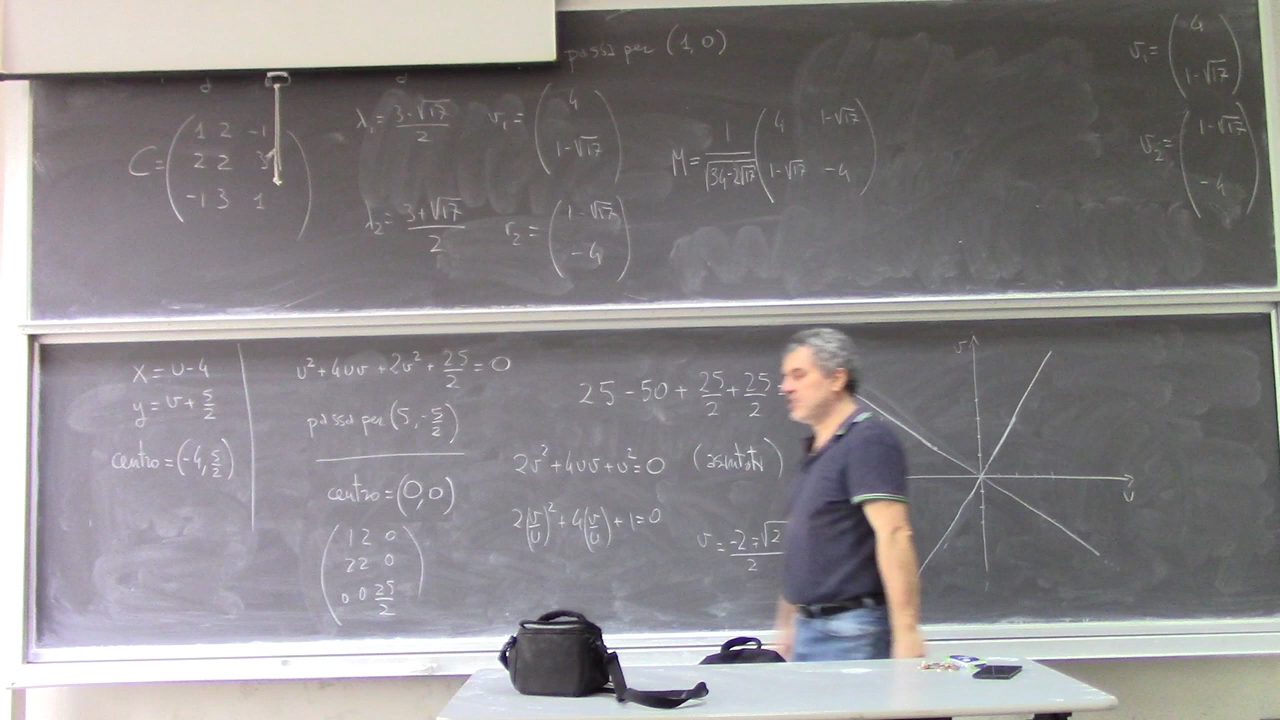 passa per (1, 0)
C = ( 1 2 -1
2 2 3
-1 3 1 )
λ₁ = (3-√17)/2
v₁ = ( 4
1-√17 )
λ₂ = (3+√17)/2
r₂ = ( 1-√17
-4 )
M = 1/√(34-2√17) ( 4 1-√17
1-√17 -4 )
v₁ = ( 4
1-√17 )
v₂ = ( 1-√17
-4 )
x = u-4
y = v+5/2
centro = (-4, 5/2)
u² + 4uv + 2v² + 25/2 = 0
passa per (5, -5/2)
centro = (0, 0)
( 1 2 0
2 2 0
0 0 25/2 )
25 - 50 + 25/2 + 25/2 =
2v² + 4uv + u² = 0 (asintoti)
2(v/u)² + 4(v/u) + 1 = 0
v
u